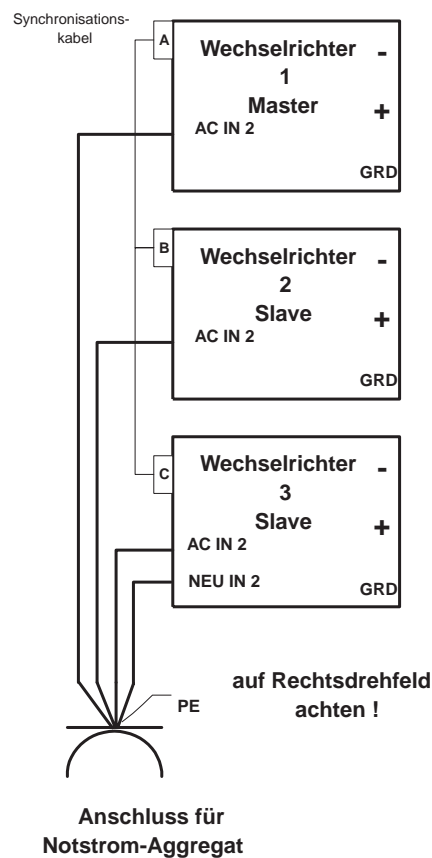 Synchronisations-
kabel
A
Wechselrichter
1
Master
-
+
AC IN 2
GRD
B
Wechselrichter
2
Slave
-
+
AC IN 2
GRD
C
Wechselrichter
3
Slave
-
+
AC IN 2
NEU IN 2
GRD
PE
auf Rechtsdrehfeld
achten !
Anschluss für
Notstrom-Aggregat